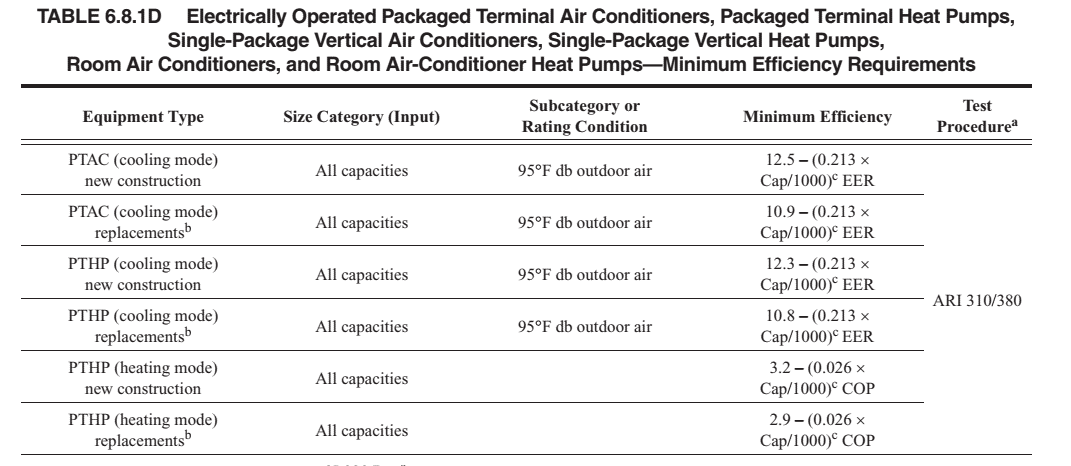 TABLE 6.8.1D Electrically Operated Packaged Terminal Air Conditioners, Packaged Terminal Heat Pumps,
Single-Package Vertical Air Conditioners, Single-Package Vertical Heat Pumps,
Room Air Conditioners, and Room Air-Conditioner Heat Pumps—Minimum Efficiency Requirements
Equipment Type
Size Category (Input)
Subcategory or
Rating Condition
Minimum Efficiency
Test
Procedureᵃ
PTAC (cooling mode)
new construction
All capacities
95°F db outdoor air
12.5 – (0.213 ×
Cap/1000)ᶜ EER
PTAC (cooling mode)
replacementsᵇ
All capacities
95°F db outdoor air
10.9 – (0.213 ×
Cap/1000)ᶜ EER
PTHP (cooling mode)
new construction
All capacities
95°F db outdoor air
12.3 – (0.213 ×
Cap/1000)ᶜ EER
ARI 310/380
PTHP (cooling mode)
replacementsᵇ
All capacities
95°F db outdoor air
10.8 – (0.213 ×
Cap/1000)ᶜ EER
PTHP (heating mode)
new construction
All capacities
3.2 – (0.026 ×
Cap/1000)ᶜ COP
PTHP (heating mode)
replacementsᵇ
All capacities
2.9 – (0.026 ×
Cap/1000)ᶜ COP